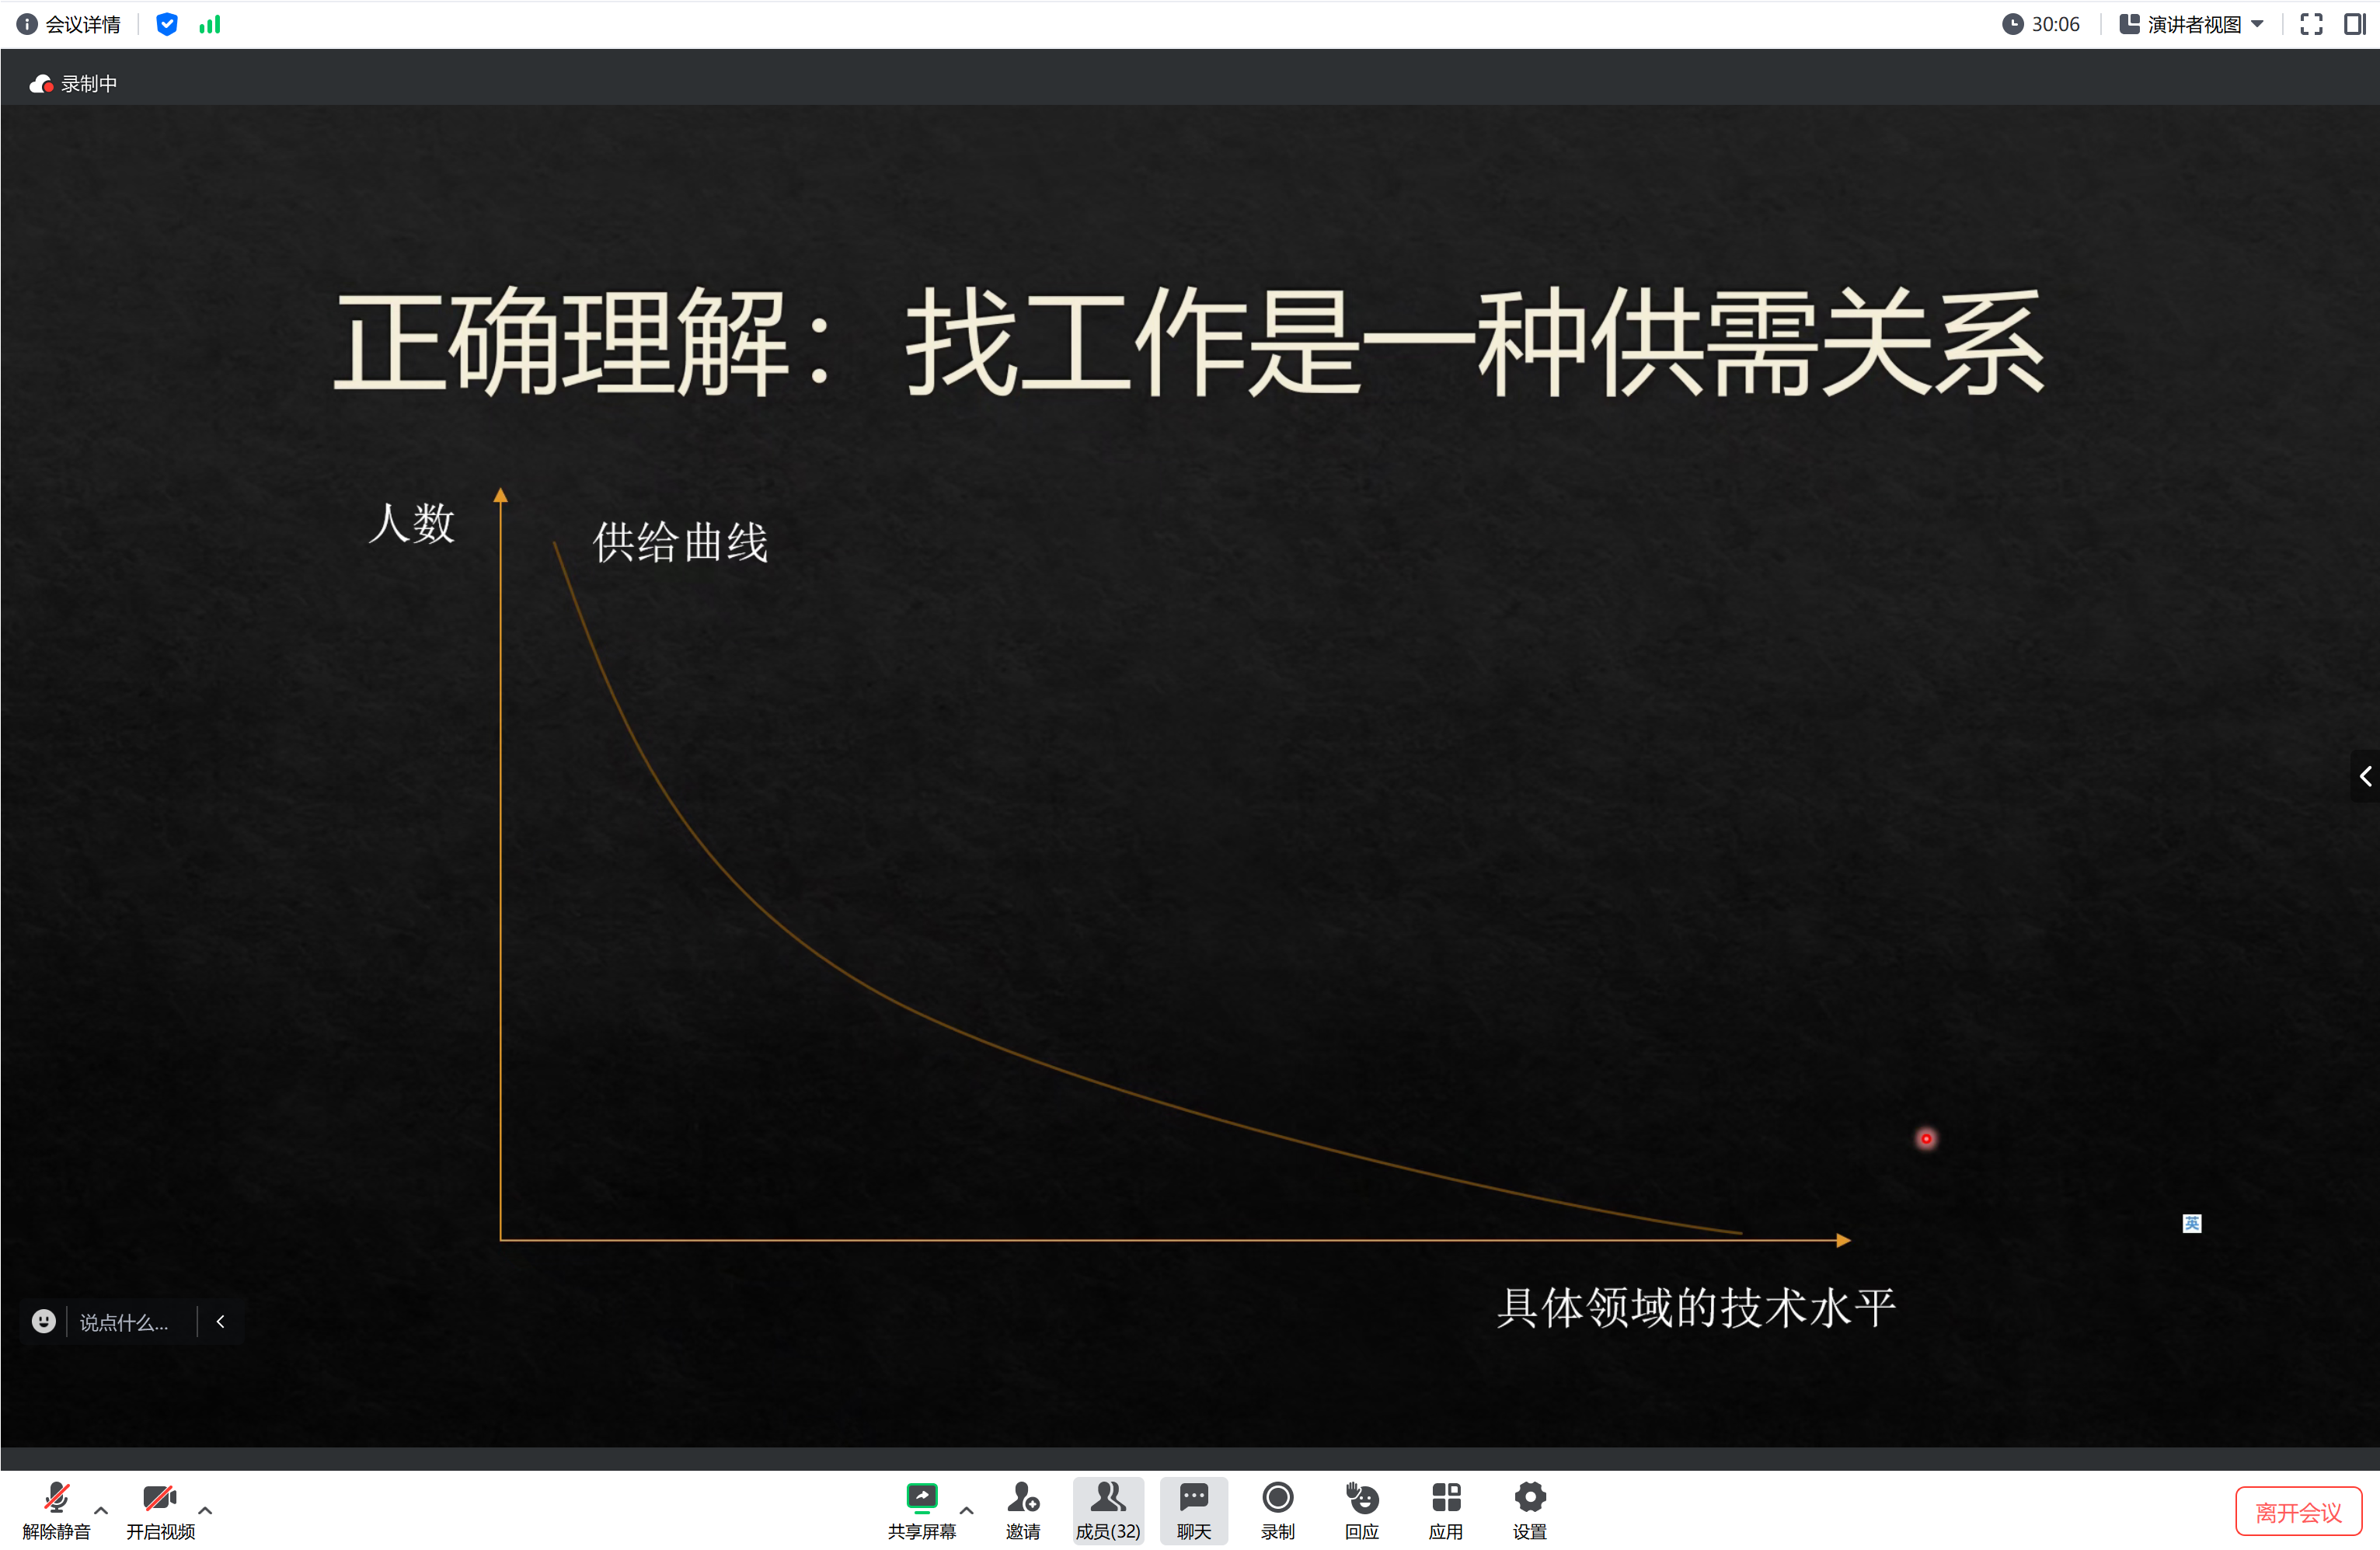 会议详情
30:06
演讲者视图
录制中
正确理解：找工作是一种供需关系
人数
供给曲线
英
具体领域的技术水平
说点什么...
解除静音
开启视频
共享屏幕
邀请
成员(32)
聊天
录制
回应
应用
设置
离开会议